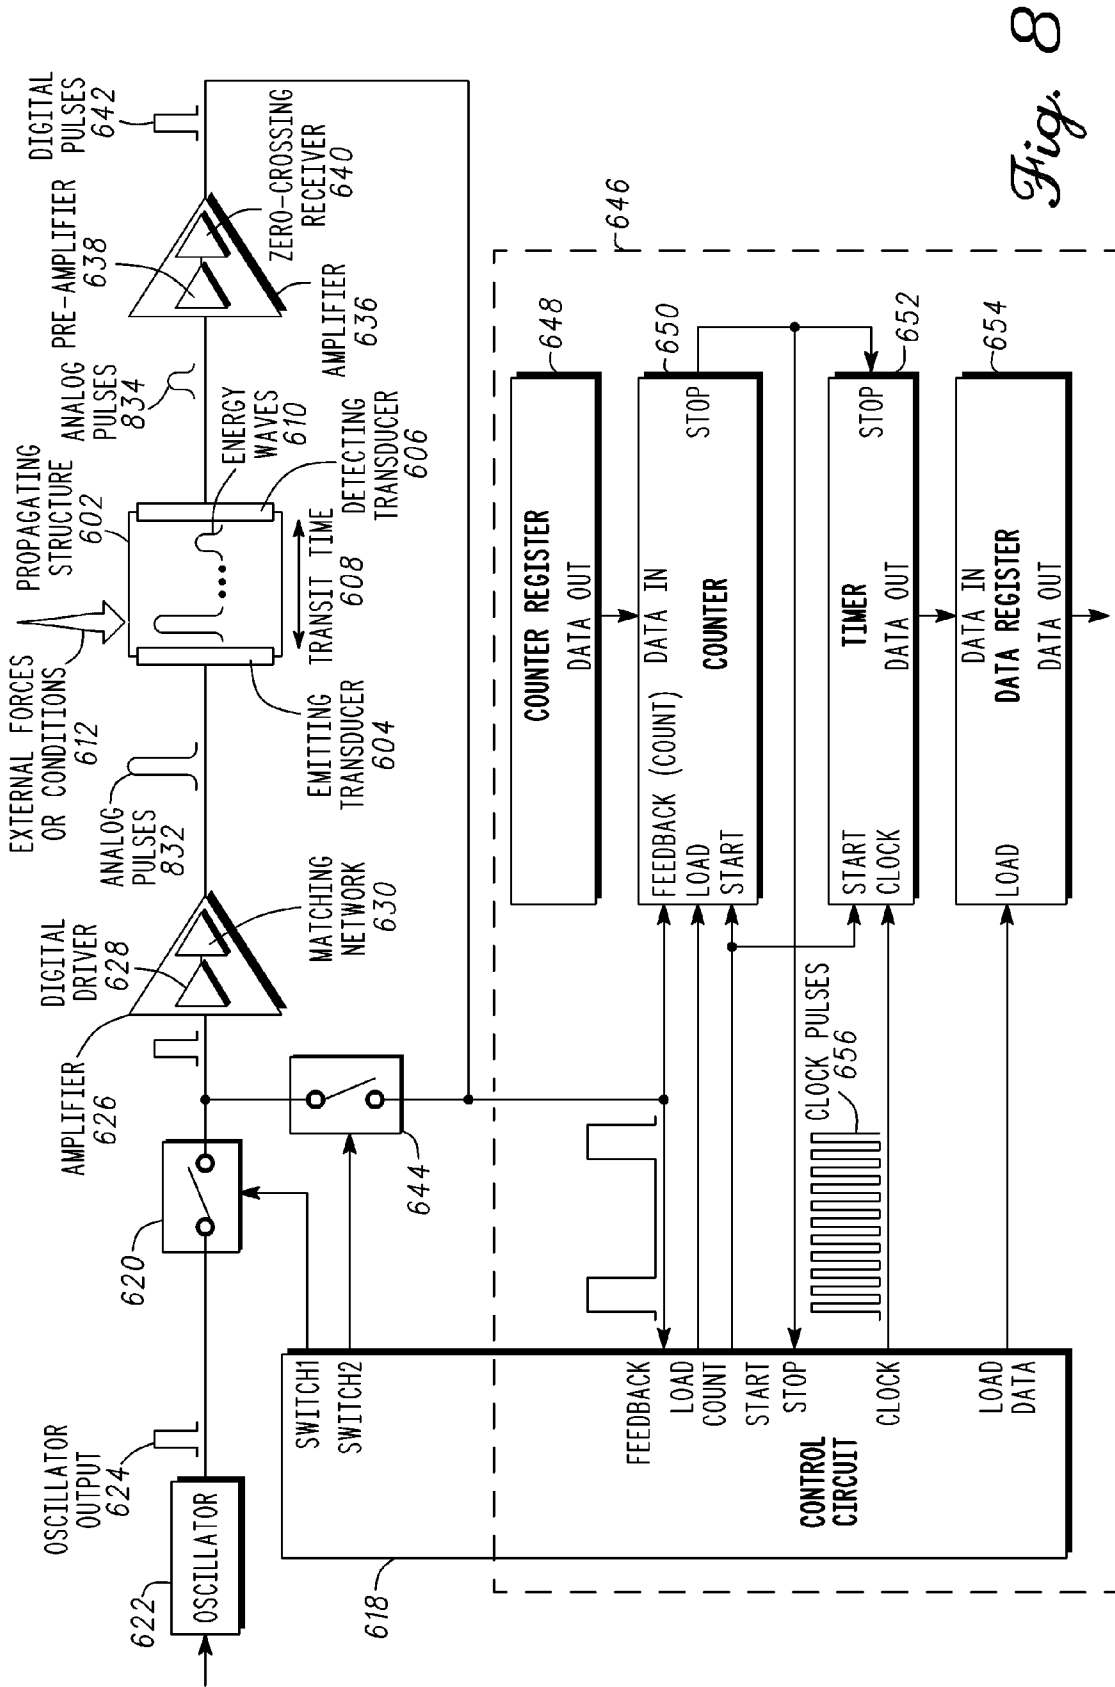 OSCILLATOR
OUTPUT
624
622
OSCILLATOR
620
AMPLIFIER
626
DIGITAL
DRIVER
628
MATCHING
NETWORK
630
644
ANALOG
PULSES
832
EXTERNAL FORCES
OR CONDITIONS
612
EMITTING
TRANSDUCER
604
PROPAGATING
STRUCTURE
602
TRANSIT TIME
608
ENERGY
WAVES
610
DETECTING
TRANSDUCER
606
ANALOG
PULSES
834
PRE-AMPLIFIER
638
AMPLIFIER
636
ZERO-CROSSING
RECEIVER
640
DIGITAL
PULSES
642
618
SWITCH1
SWITCH2
FEEDBACK
LOAD
COUNT
START
STOP
CLOCK
LOAD
DATA
CONTROL
CIRCUIT
CLOCK PULSES
656
646
COUNTER REGISTER
DATA OUT
648
FEEDBACK (COUNT)
LOAD
START
DATA IN
COUNTER
STOP
650
START
CLOCK
TIMER
DATA OUT
STOP
652
LOAD
DATA IN
DATA REGISTER
DATA OUT
654
Fig. 8